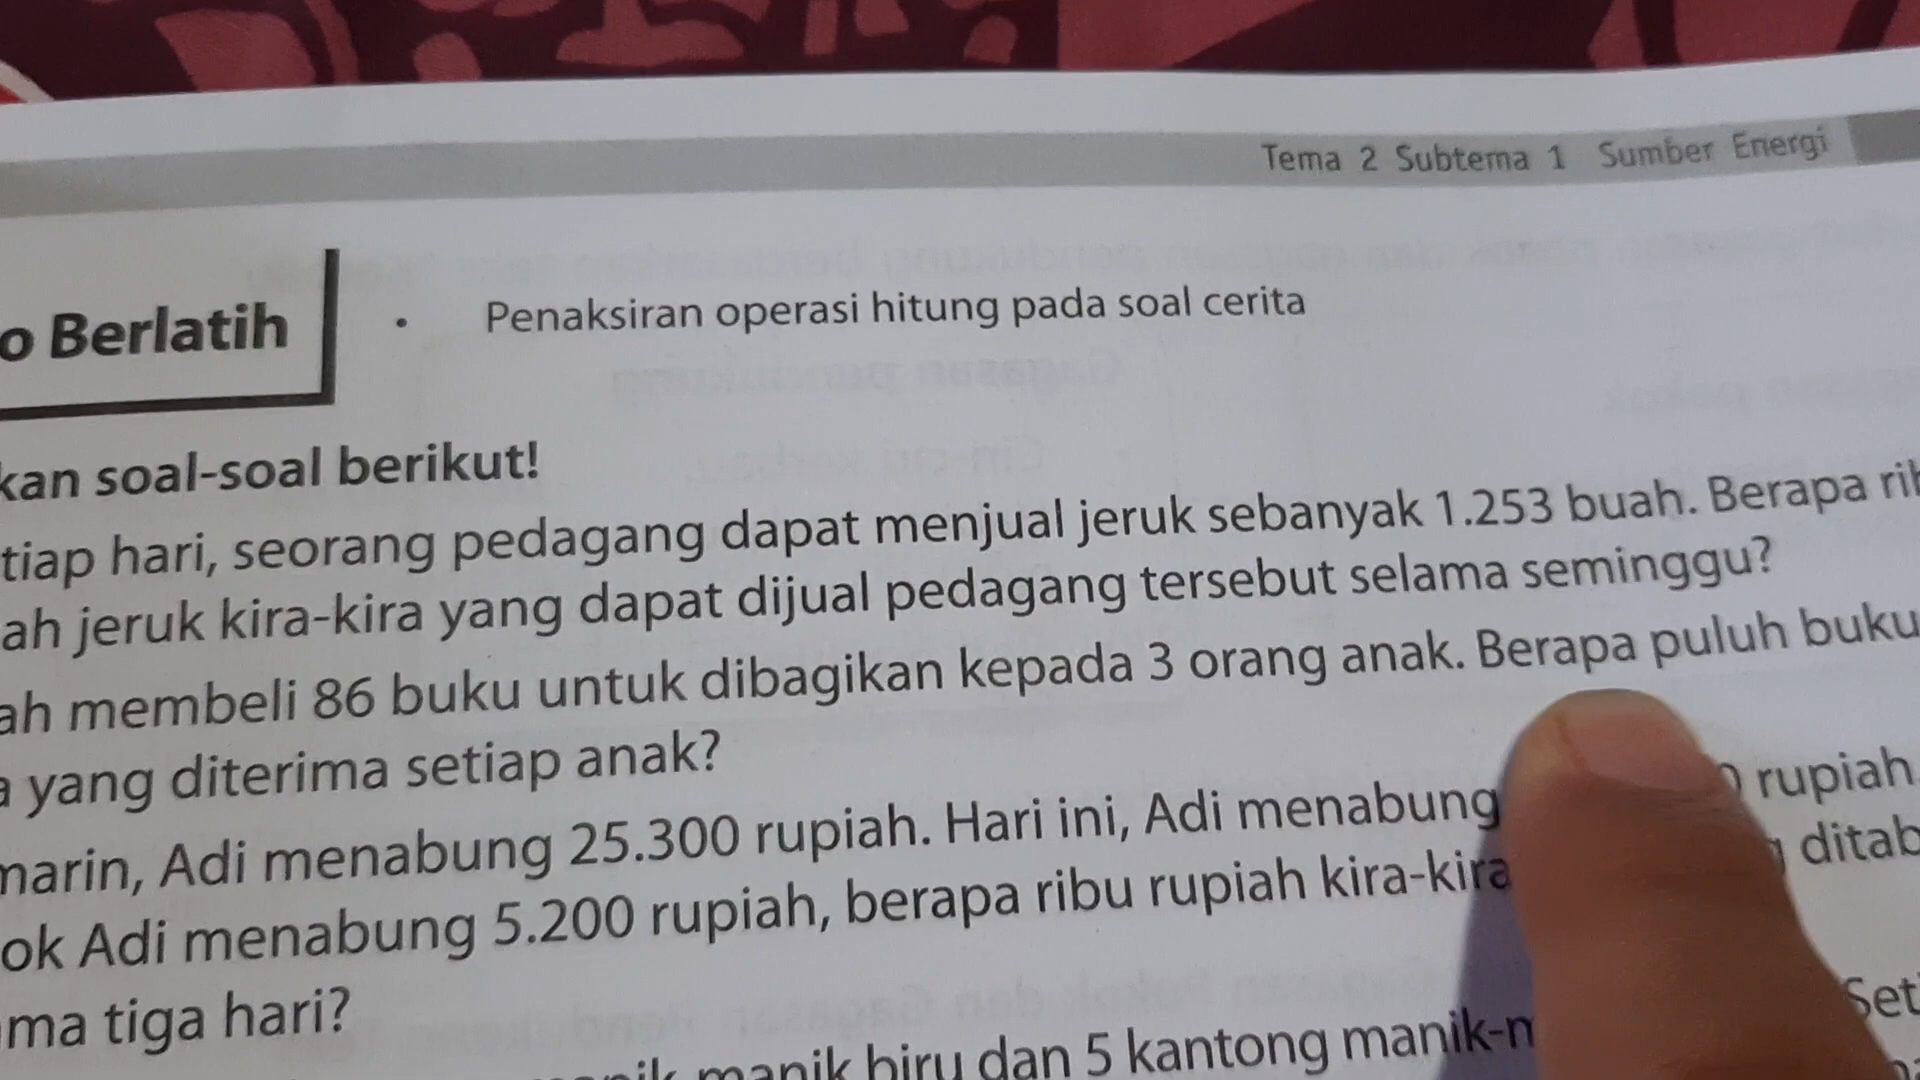 Tema 2 Subtema 1 Sumber Energi
o Berlatih
• Penaksiran operasi hitung pada soal cerita
kan soal-soal berikut!
tiap hari, seorang pedagang dapat menjual jeruk sebanyak 1.253 buah. Berapa rib
ah jeruk kira-kira yang dapat dijual pedagang tersebut selama seminggu?
ah membeli 86 buku untuk dibagikan kepada 3 orang anak. Berapa puluh buku
a yang diterima setiap anak?
marin, Adi menabung 25.300 rupiah. Hari ini, Adi menabung rupiah
ok Adi menabung 5.200 rupiah, berapa ribu rupiah kira-kira ditab
ma tiga hari?
manik biru dan 5 kantong manik-m Set